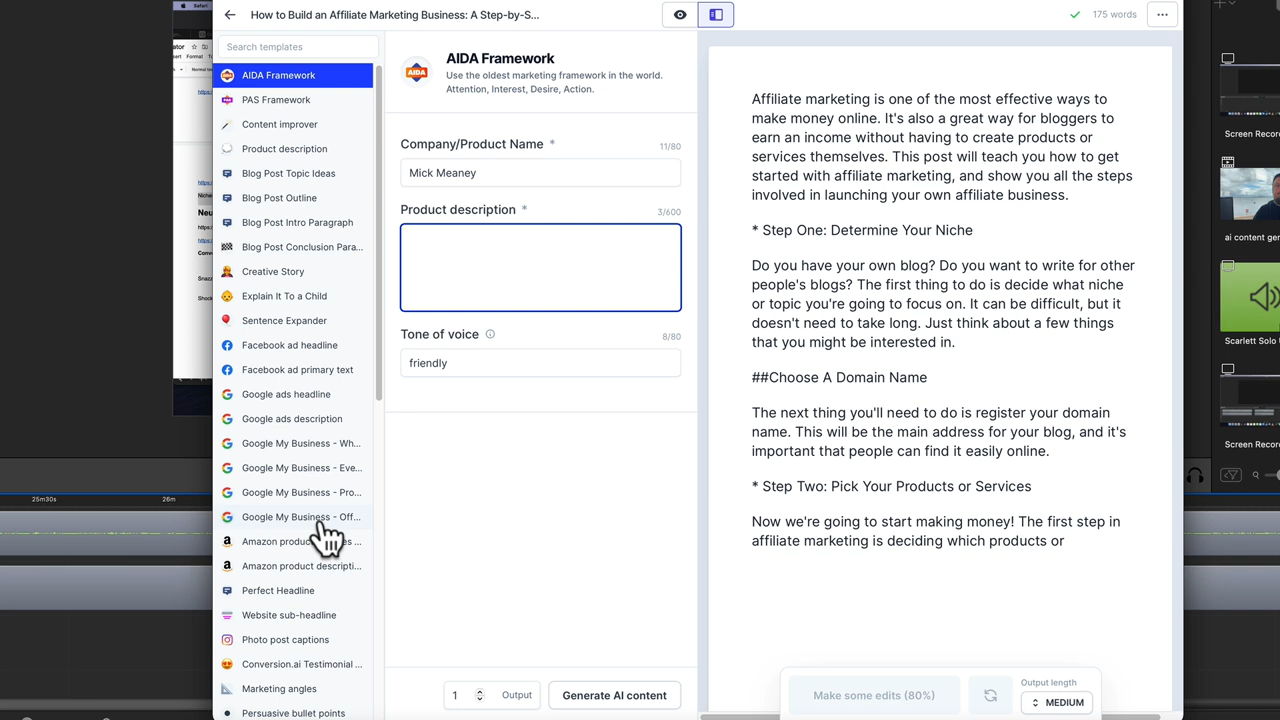 Safari
How to Build an Affiliate Marketing Business: A Step-by-S...
175 words
Search templates
AIDA Framework
PAS Framework
Content improver
Product description
Blog Post Topic Ideas
Blog Post Outline
Blog Post Intro Paragraph
Blog Post Conclusion Para...
Creative Story
Explain It To a Child
Sentence Expander
Facebook ad headline
Facebook ad primary text
Google ads headline
Google ads description
Google My Business - Wh...
Google My Business - Eve...
Google My Business - Pro...
Google My Business - Off...
Amazon product
Amazon product descripti...
Perfect Headline
Website sub-headline
Photo post captions
Conversion.ai Testimonial ...
Marketing angles
Persuasive bullet points
AIDA
AIDA Framework
Use the oldest marketing framework in the world.
Attention, Interest, Desire, Action.
Company/Product Name *
11/80
Mick Meaney
Product description *
3/600
Tone of voice
8/80
friendly
1
Output
Generate AI content
Affiliate marketing is one of the most effective ways to
make money online. It's also a great way for bloggers to
earn an income without having to create products or
services themselves. This post will teach you how to get
started with affiliate marketing, and show you all the steps
involved in launching your own affiliate business.
* Step One: Determine Your Niche
Do you have your own blog? Do you want to write for other
people's blogs? The first thing to do is decide what niche
or topic you're going to focus on. It can be difficult, but it
doesn't need to take long. Just think about a few things
that you might be interested in.
##Choose A Domain Name
The next thing you'll need to do is register your domain
name. This will be the main address for your blog, and it's
important that people can find it easily online.
* Step Two: Pick Your Products or Services
Now we're going to start making money! The first step in
affiliate marketing is deciding which products or
Make some edits (80%)
Output length
MEDIUM
25m30s
26m
Screen Recor
ai content ger
Scarlett Solo
Screen Recor